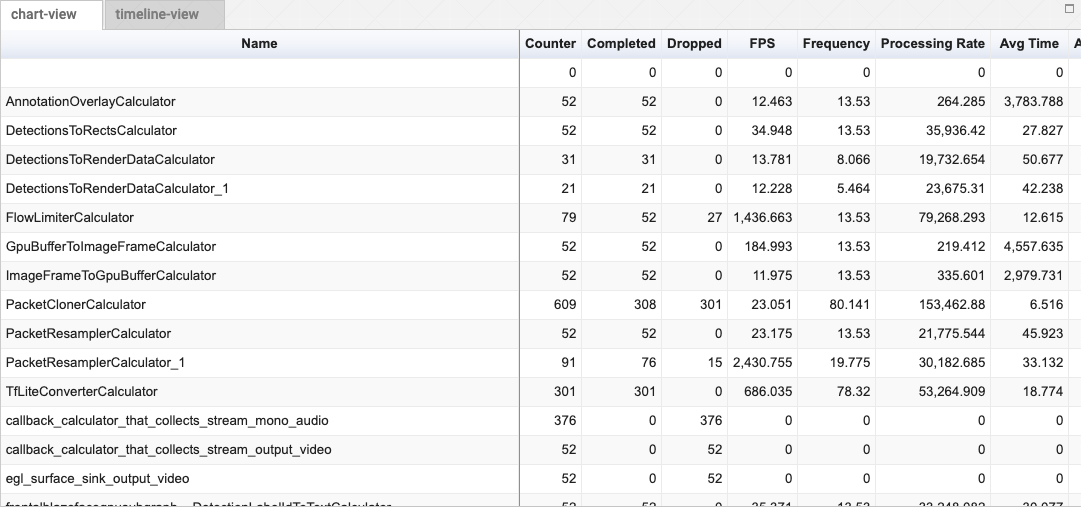 chart-view timeline-view
Name Counter Completed Dropped FPS Frequency Processing Rate Avg Time
0 0 0 0 0 0 0
AnnotationOverlayCalculator 52 52 0 12.463 13.53 264.285 3,783.788
DetectionsToRectsCalculator 52 52 0 34.948 13.53 35,936.42 27.827
DetectionsToRenderDataCalculator 31 31 0 13.781 8.066 19,732.654 50.677
DetectionsToRenderDataCalculator_1 21 21 0 12.228 5.464 23,675.31 42.238
FlowLimiterCalculator 79 52 27 1,436.663 13.53 79,268.293 12.615
GpuBufferToImageFrameCalculator 52 52 0 184.993 13.53 219.412 4,557.635
ImageFrameToGpuBufferCalculator 52 52 0 11.975 13.53 335.601 2,979.731
PacketClonerCalculator 609 308 301 23.051 80.141 153,462.88 6.516
PacketResamplerCalculator 52 52 0 23.175 13.53 21,775.544 45.923
PacketResamplerCalculator_1 91 76 15 2,430.755 19.775 30,182.685 33.132
TfLiteConverterCalculator 301 301 0 686.035 78.32 53,264.909 18.774
callback_calculator_that_collects_stream_mono_audio 376 0 376 0 0 0 0
callback_calculator_that_collects_stream_output_video 52 0 52 0 0 0 0
egl_surface_sink_output_video 52 0 52 0 0 0 0